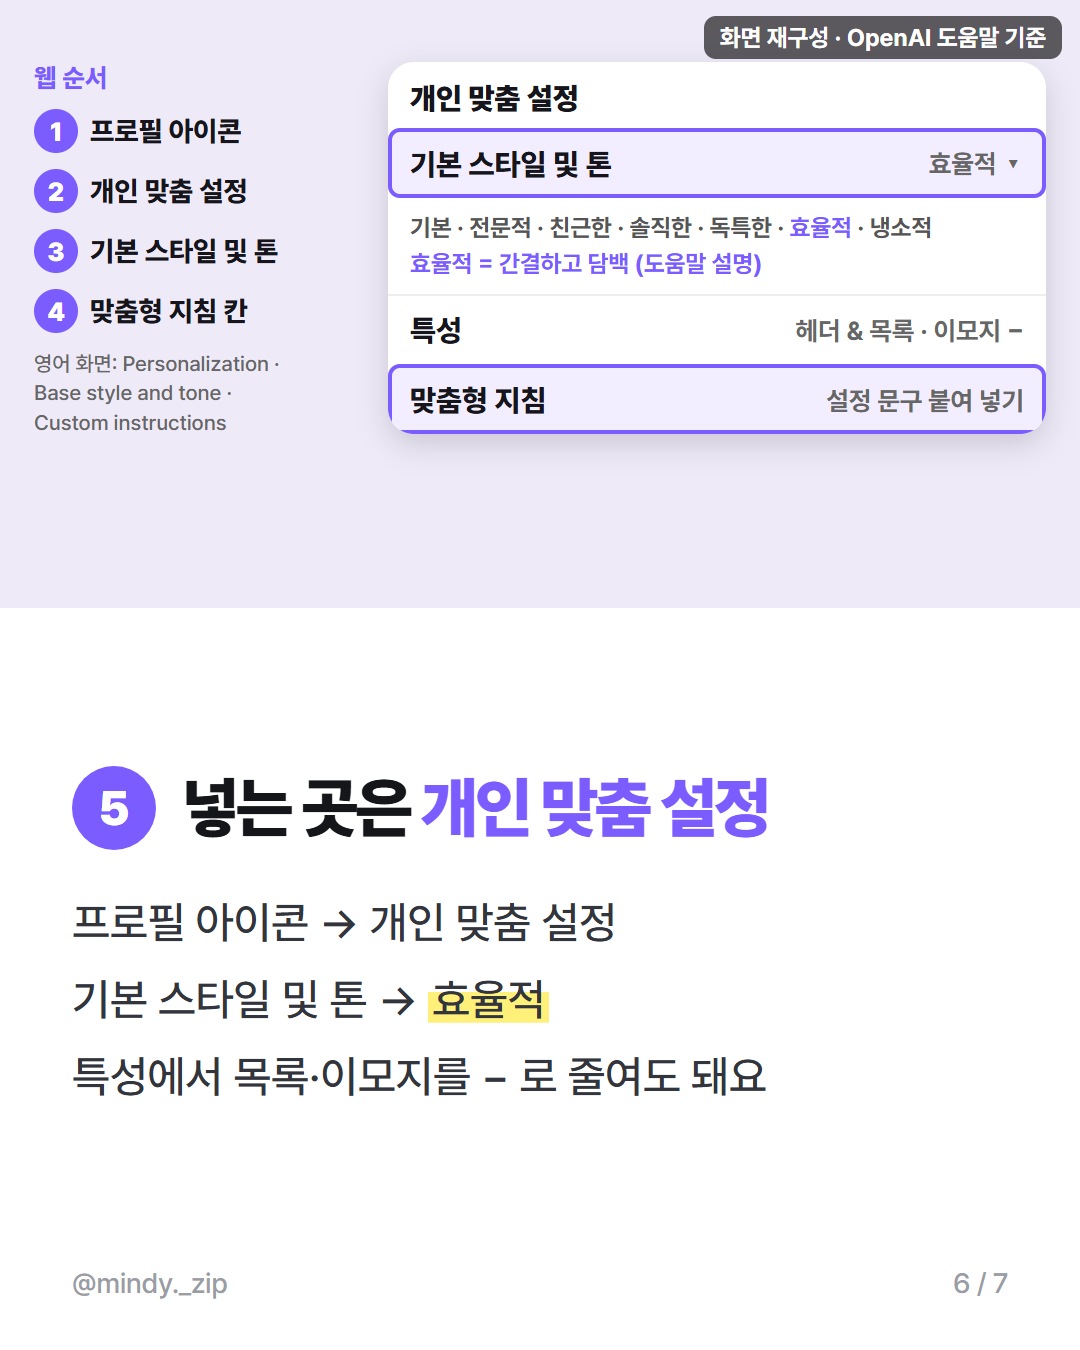 화면 재구성 · OpenAI 도움말 기준
웹 순서
1 프로필 아이콘
2 개인 맞춤 설정
3 기본 스타일 및 톤
4 맞춤형 지침 칸
영어 화면: Personalization ·
Base style and tone ·
Custom instructions
개인 맞춤 설정
기본 스타일 및 톤 효율적 ▼
기본 · 전문적 · 친근한 · 솔직한 · 독특한 · 효율적 · 냉소적
효율적 = 간결하고 담백 (도움말 설명)
특성 헤더 & 목록 · 이모지 –
맞춤형 지침 설정 문구 붙여 넣기
5 넣는 곳은 개인 맞춤 설정
프로필 아이콘 → 개인 맞춤 설정
기본 스타일 및 톤 → 효율적
특성에서 목록·이모지를 – 로 줄여도 돼요
@mindy._zip 6 / 7